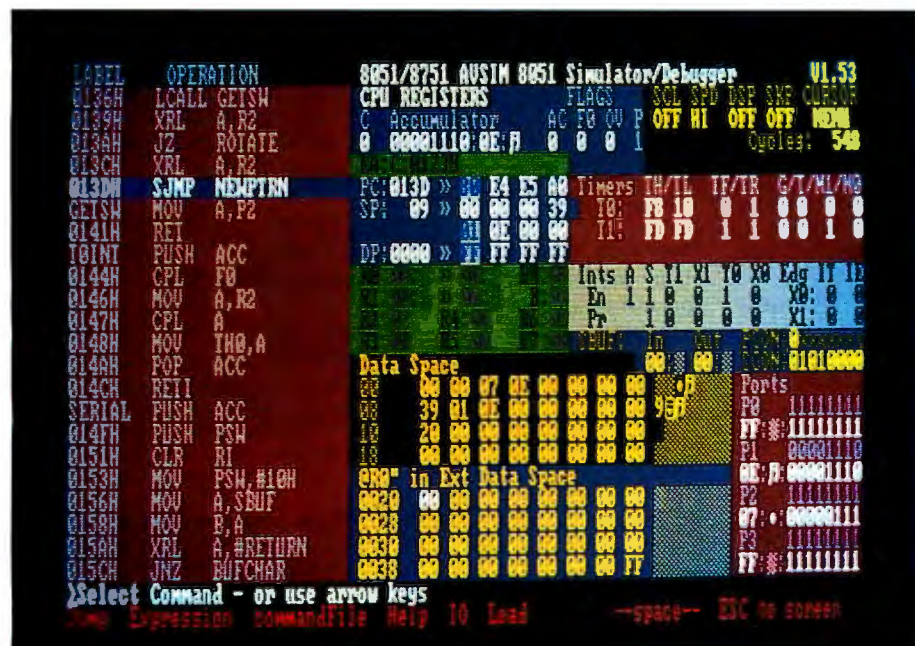 LABEL OPERATION 8051/8751 AVSIM 8051 Simulator/Debugger V1.53
0136H LCALL GETSW CPU REGISTERS FLAGS SCL SPD DSP SKP CURSOR
0139H XRL A,R2 C Accumulator AC F0 OV P OFF HI OFF OFF MENU
013AH JZ ROTATE 0 00001110:0E:♫ 0 0 0 1 Cycles: 548
013CH XRL A,R2
013DH SJMP NEWPTRN PC:013D » E4 E5 A0 Timers TH/TL TF/TR G/T/M1/M0
GETSW MOV A,P2 SP: 09 » 00 00 00 39 T0: F8 10 0 1 0 0 0 0
0141H RET 01 0E 00 00 T1: FD FD 1 1 0 0 1 0
T0INT PUSH ACC DP:0000 » FF FF FF
0144H CPL F0 Ints A S T1 X1 T0 X0 Edg IT IE
0146H MOV A,R2 En 1 1 0 0 1 0 X0: 0 0
0147H CPL A Pr 1 0 0 0 0 X1: 0 0
0148H MOV TH0,A SBUF: In Out
014AH POP ACC Data Space 00 00 01010000
014CH RETI 00 00 00 07 0E 00 00 00 00 Ports
SERIAL PUSH ACC 08 39 01 0E 00 00 00 00 00 P0 11111111
014FH PUSH PSW 10 20 00 00 00 00 00 00 00 FF 11111111
0151H CLR RI 18 00 00 00 00 00 00 00 00 P1 00001110
0153H MOV PSW,#10H @R0" in Ext Data Space 0E:♫:00001110
0156H MOV A,SBUF 0020 00 00 00 00 00 00 00 00 P2 11111111
0158H MOV B,A 0028 00 00 00 00 00 00 00 00 07:•:00000111
015AH XRL A,#RETURN 0030 00 00 00 00 00 00 00 00 P3 11111111
015CH JNZ BUFCHAR 0038 00 00 00 00 00 00 00 FF FF 11111111
>Select Command - or use arrow keys
Jump Expression commandFile Help IO Load --space-- ESC to screen